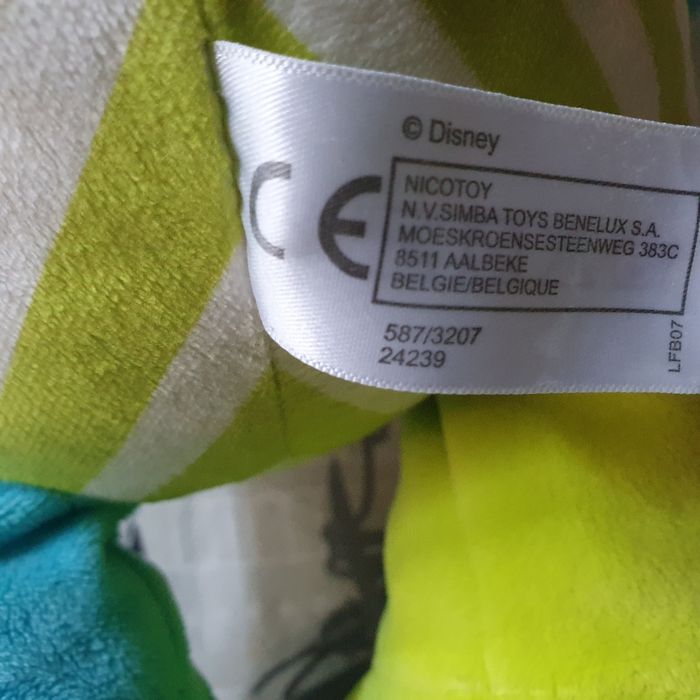 © Disney
CE
NICOTOY
N.V.SIMBA TOYS BENELUX S.A.
MOESKROENSESTEENWEG 383C
8511 AALBEKE
BELGIE/BELGIQUE
587/3207
24239
LFB07